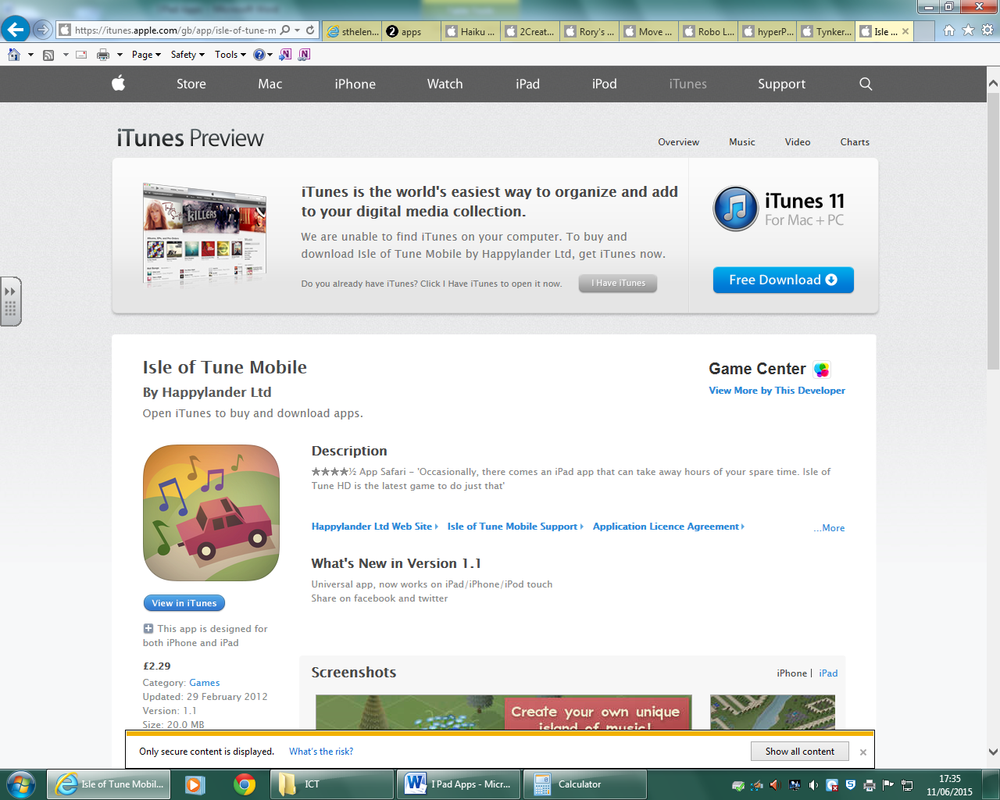 https://itunes.apple.com/gb/app/isle-of-tune-m
sthelen...
apps
Haiku ...
2Creat...
Rory's ...
Move ...
Robo L...
hyperP...
Tynker...
Isle ...
Page
Safety
Tools
Store
Mac
iPhone
Watch
iPad
iPod
iTunes
Support
iTunes Preview
Overview
Music
Video
Charts
iTunes is the world's easiest way to organize and add
to your digital media collection.
We are unable to find iTunes on your computer. To buy and
download Isle of Tune Mobile by Happylander Ltd, get iTunes now.
Do you already have iTunes? Click I Have iTunes to open it now.
I Have iTunes
iTunes 11
For Mac + PC
Free Download
KILLERS
Isle of Tune Mobile
By Happylander Ltd
Open iTunes to buy and download apps.
Game Center
View More by This Developer
Description
★★★★½ App Safari - 'Occasionally, there comes an iPad app that can take away hours of your spare time. Isle of
Tune HD is the latest game to do just that'
Happylander Ltd Web Site
Isle of Tune Mobile Support
Application Licence Agreement
...More
What's New in Version 1.1
Universal app, now works on iPad/iPhone/iPod touch
Share on facebook and twitter
View in iTunes
This app is designed for
both iPhone and iPad
£2.29
Category: Games
Updated: 29 February 2012
Version: 1.1
Size: 20.0 MB
Screenshots
iPhone | iPad
Create your own unique
island of music!
Only secure content is displayed.
What's the risk?
Show all content
Isle of Tune Mobil...
ICT
I Pad Apps - Micr...
Calculator
17:35
11/06/2015